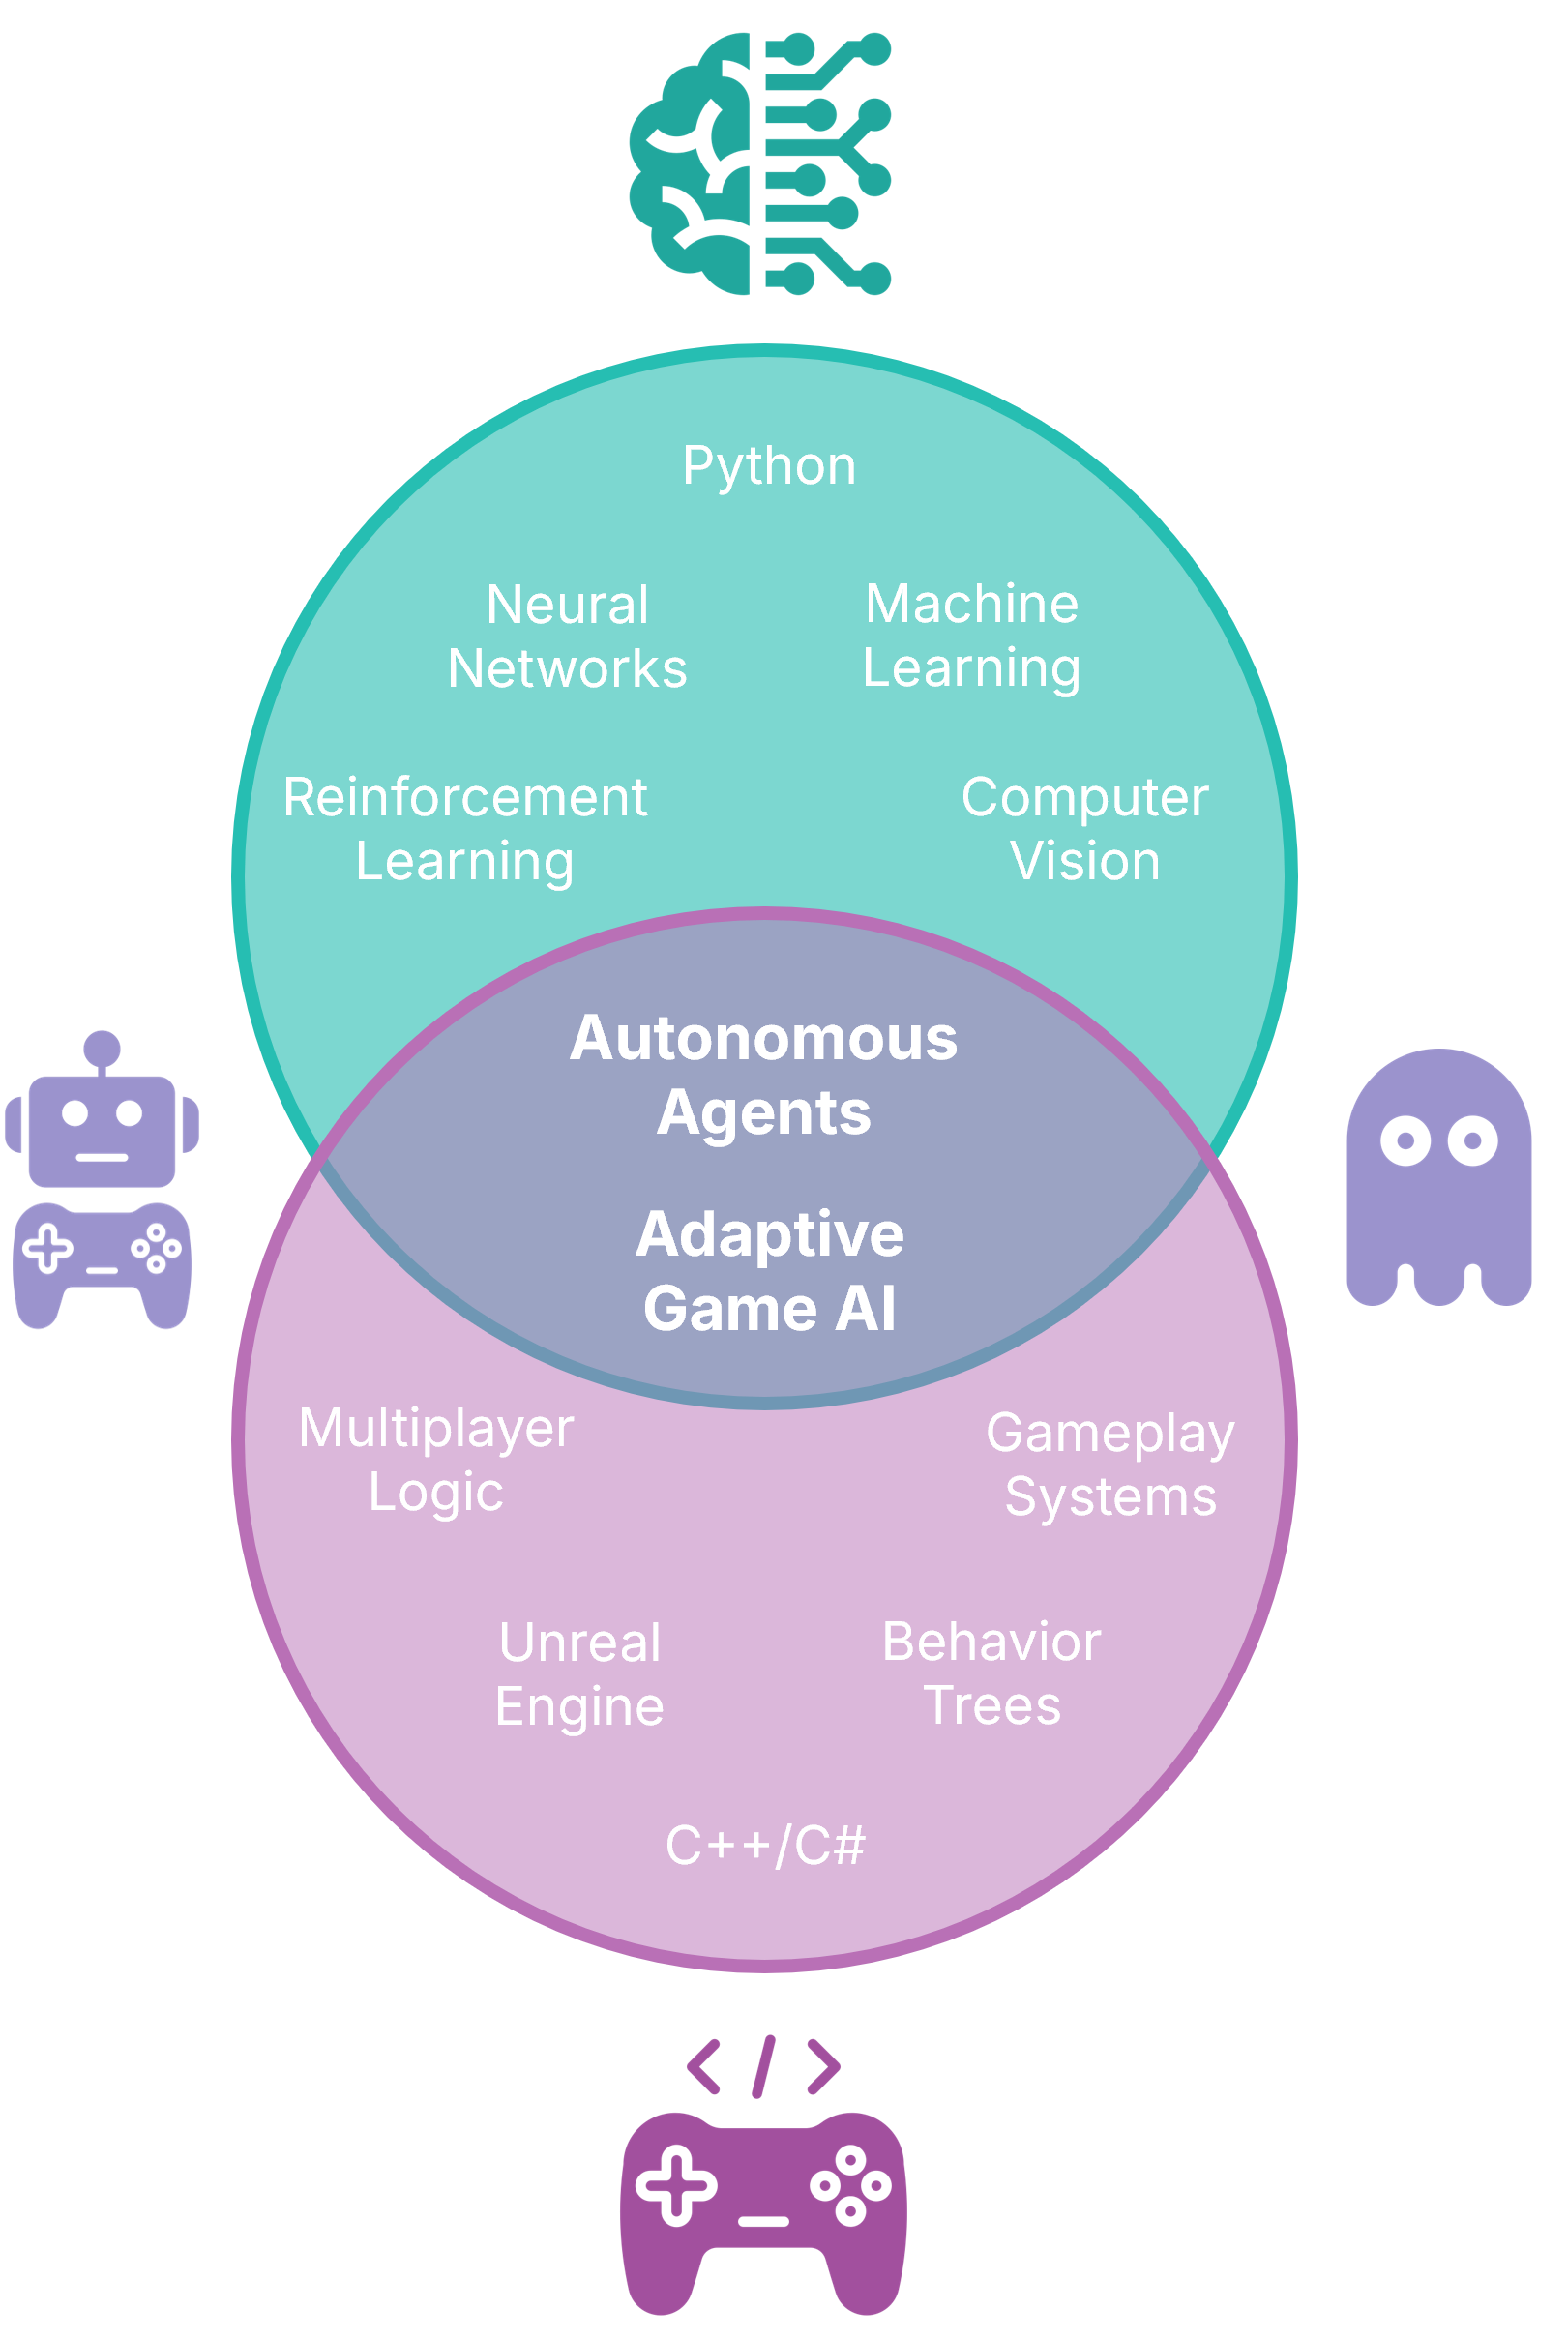 Python
Neural
Networks
Machine
Learning
Reinforcement
Learning
Computer
Vision
Autonomous
Agents
Adaptive
Game AI
Multiplayer
Logic
Gameplay
Systems
Unreal
Engine
Behavior
Trees
C++/C#